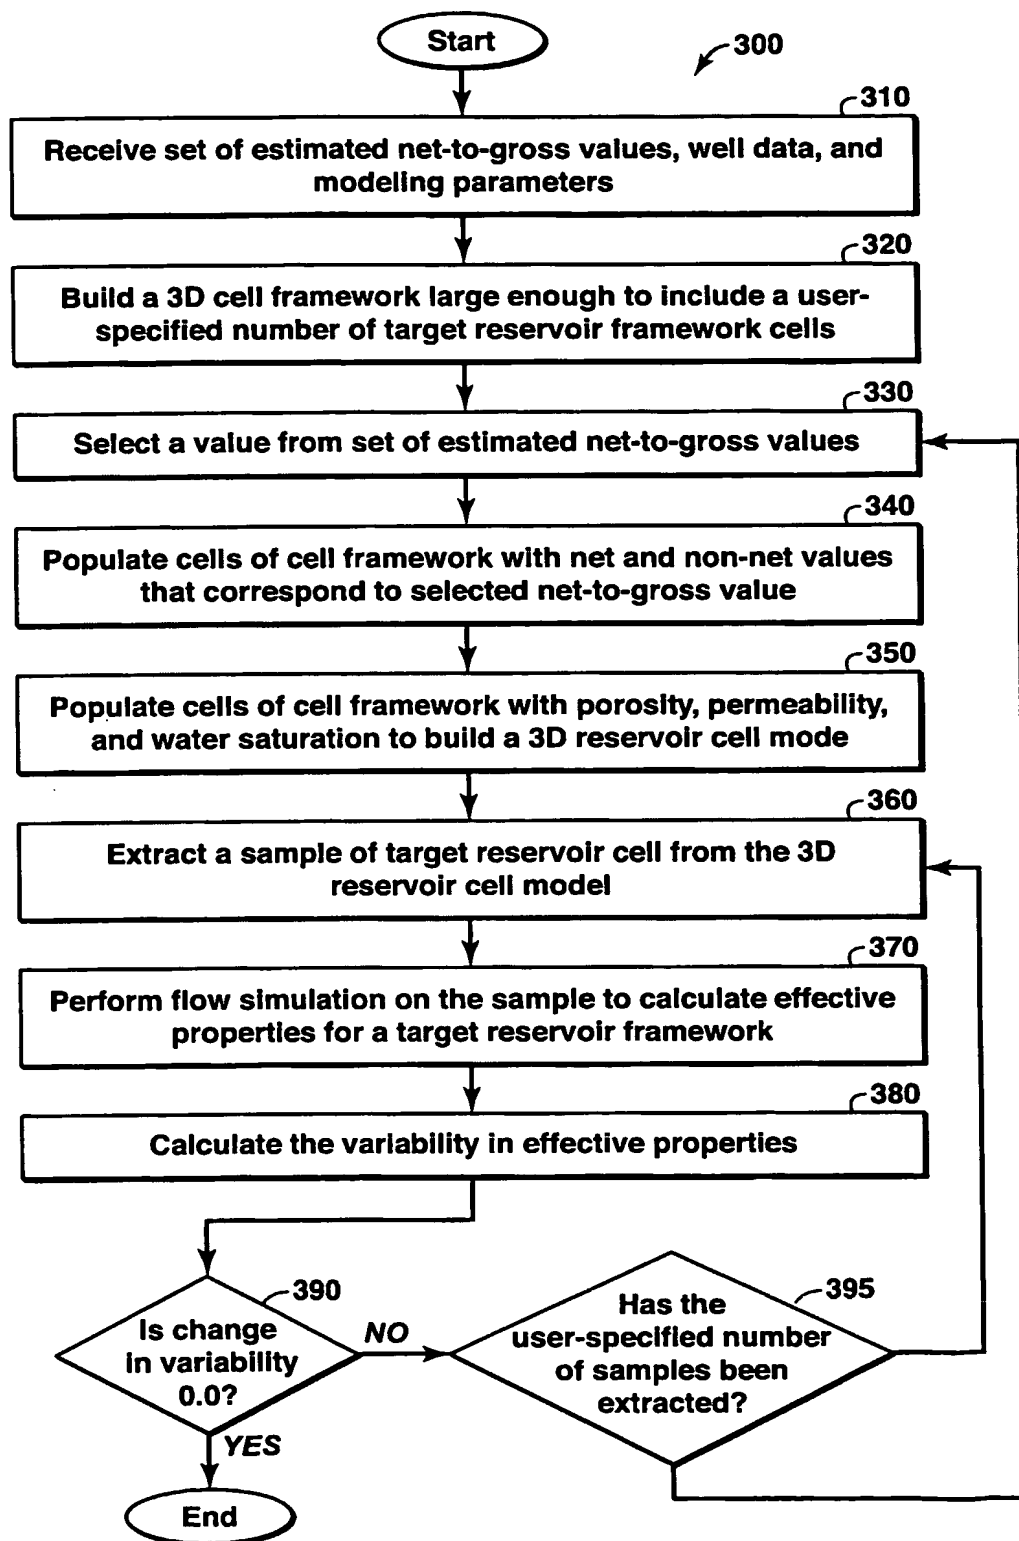 Start
300
310
Receive set of estimated net-to-gross values, well data, and
modeling parameters
320
Build a 3D cell framework large enough to include a user-
specified number of target reservoir framework cells
330
Select a value from set of estimated net-to-gross values
340
Populate cells of cell framework with net and non-net values
that correspond to selected net-to-gross value
350
Populate cells of cell framework with porosity, permeability,
and water saturation to build a 3D reservoir cell mode
360
Extract a sample of target reservoir cell from the 3D
reservoir cell model
370
Perform flow simulation on the sample to calculate effective
properties for a target reservoir framework
380
Calculate the variability in effective properties
390
Is change
in variability
0.0?
NO
395
Has the
user-specified number
of samples been
extracted?
YES
End